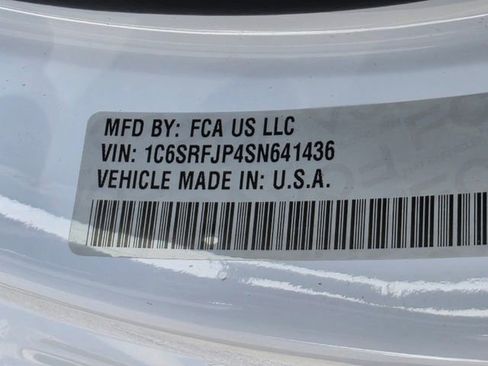 MFD BY: FCA US LLC
VIN: 1C6SRFJP4SN641436
VEHICLE MADE IN: U.S.A.